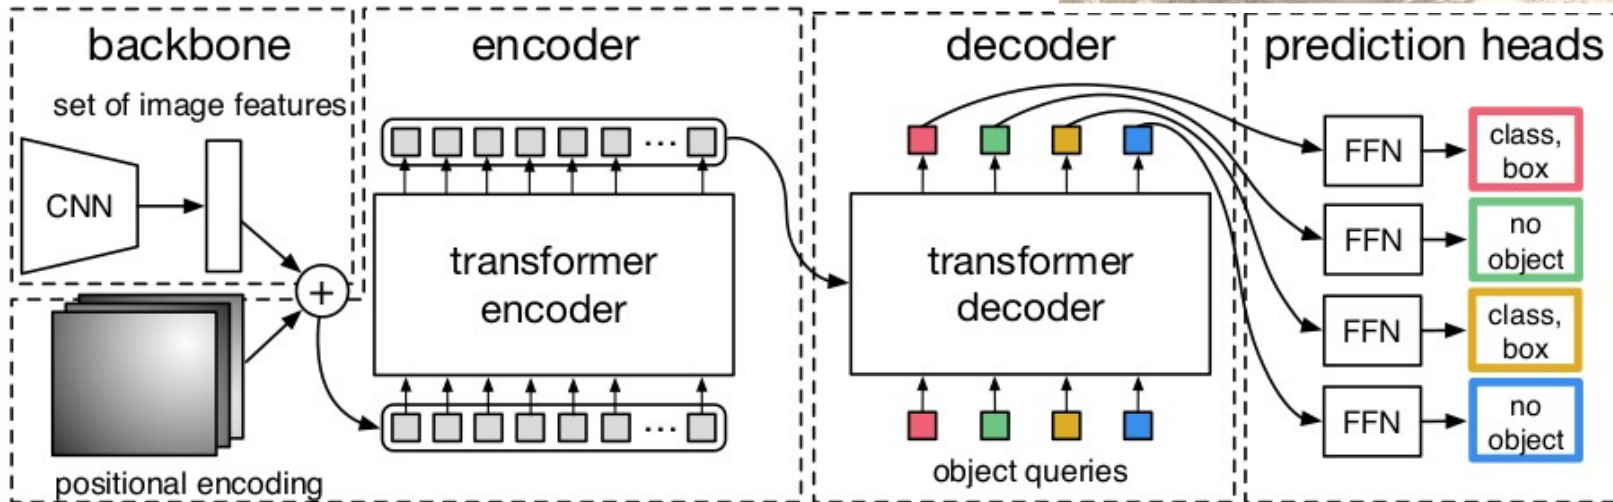 backbone
set of image features
CNN
+
positional encoding
encoder
...
transformer
encoder
...
decoder
transformer
decoder
object queries
prediction heads
FFN
class,
box
FFN
no
object
FFN
class,
box
FFN
no
object